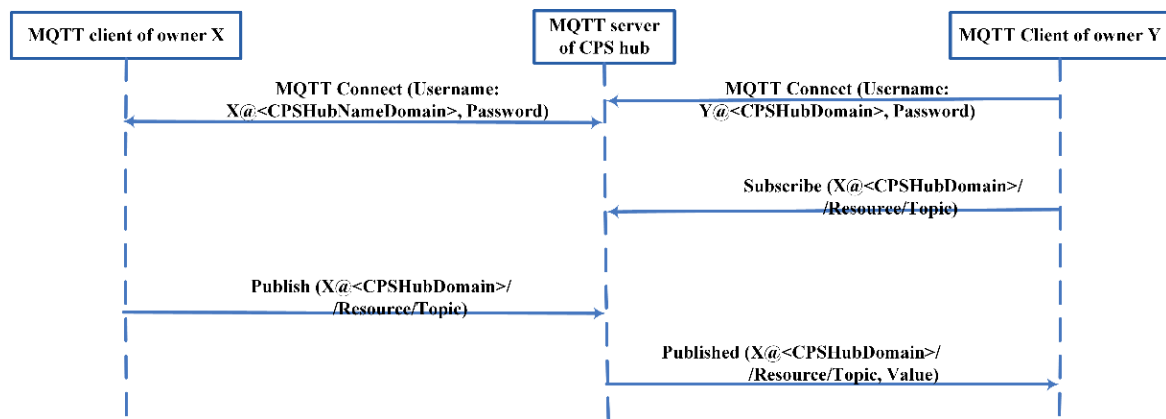 MQTT client of owner X
MQTT server
of CPS hub
MQTT Client of owner Y
MQTT Connect (Username:
X@<CPSHubNameDomain>, Password)
MQTT Connect (Username:
Y@<CPSHubDomain>, Password)
Subscribe (X@<CPSHubDomain>/
/Resource/Topic)
Publish (X@<CPSHubDomain>/
/Resource/Topic)
Published (X@<CPSHubDomain>/
/Resource/Topic, Value)